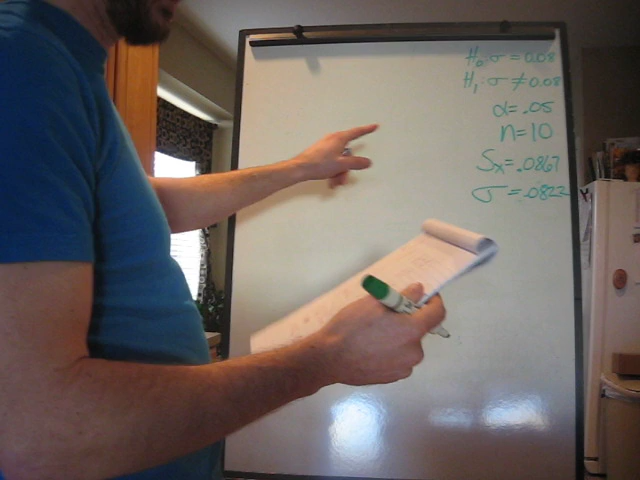 H₀: σ = 0.08
H₁: σ ≠ 0.08
α = .05
n = 10
Sx = .0867
σ = .0822